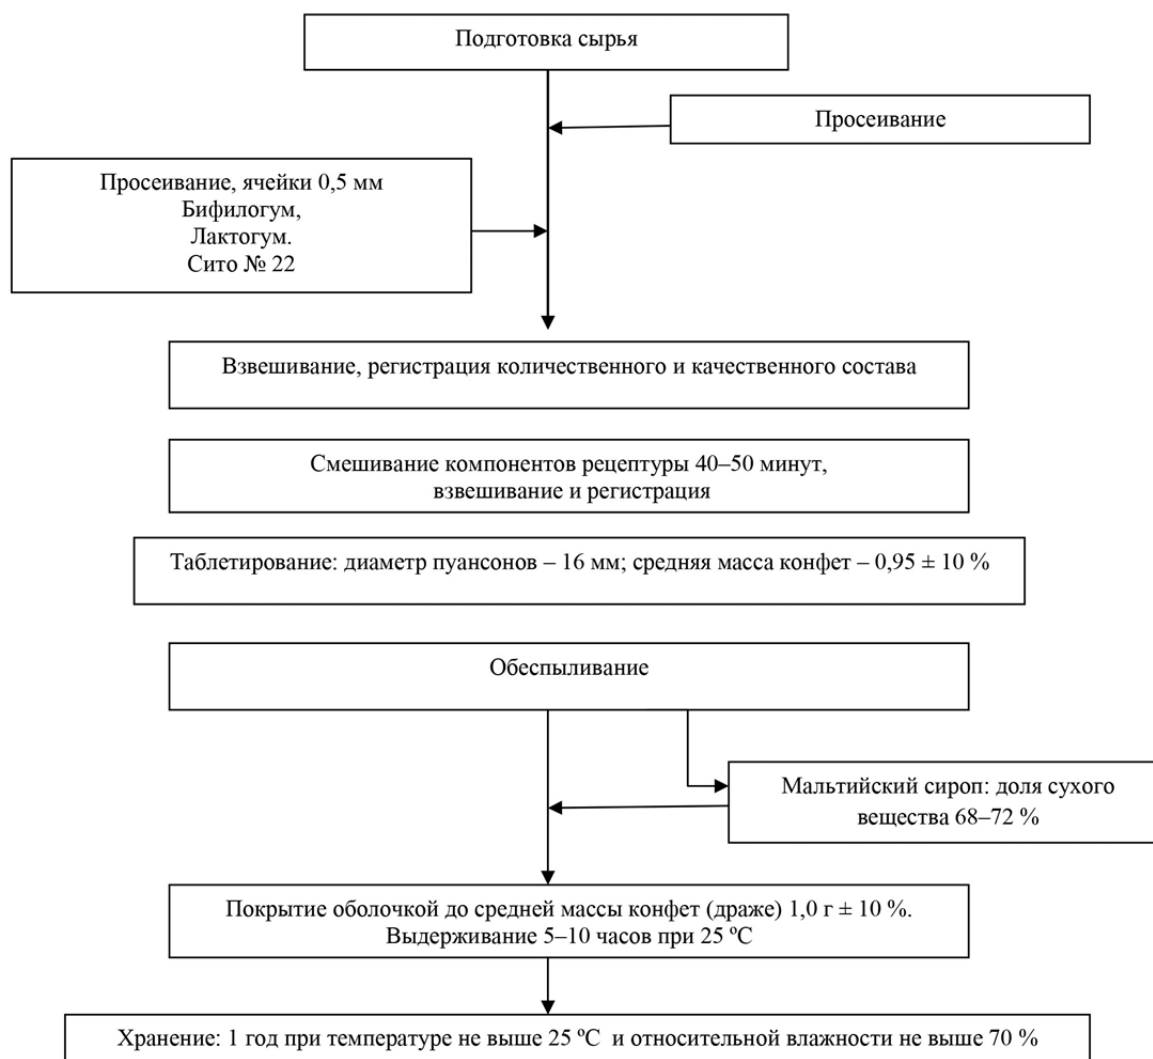 Подготовка сырья
Просеивание
Просеивание, ячейки 0,5 мм
Бифилогум,
Лактогум.
Сито № 22
Взвешивание, регистрация количественного и качественного состава
Смешивание компонентов рецептуры 40–50 минут,
взвешивание и регистрация
Таблетирование: диаметр пуансонов – 16 мм; средняя масса конфет – 0,95 ± 10 %
Обеспыливание
Мальтийский сироп: доля сухого
вещества 68–72 %
Покрытие оболочкой до средней массы конфет (драже) 1,0 г ± 10 %.
Выдерживание 5–10 часов при 25 ºС
Хранение: 1 год при температуре не выше 25 ºС и относительной влажности не выше 70 %